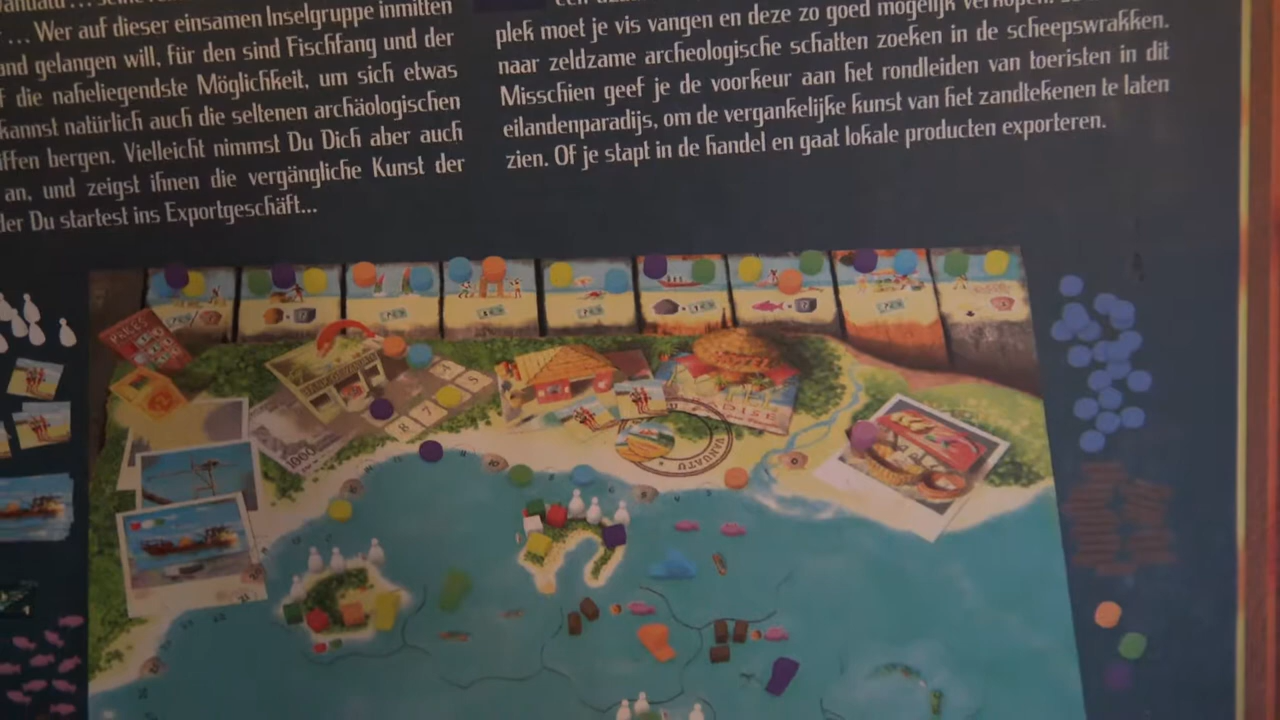 ... Wer auf dieser einsamen Inselgruppe inmitten
and gelangen will, für den sind Fischfang und der
f die naheliegendste Möglichkeit, um sich etwas
kannst natürlich auch die seltenen archäologischen
iffen bergen. Vielleicht nimmst Du Dich aber auch
an, und zeigst ihnen die vergängliche Kunst der
der Du startest ins Exportgeschäft...
plek moet je vis vangen en deze zo goed mogelijk
naar zeldzame archeologische schatten zoeken in de scheepswrakken.
Misschien geef je de voorkeur aan het rondleiden van toeristen in dit
eilandenparadijs, om de vergankelijke kunst van het zandtekenen te laten
zien. Of je stapt in de handel en gaat lokale producten exporteren.
1000
8 7
VANUATU